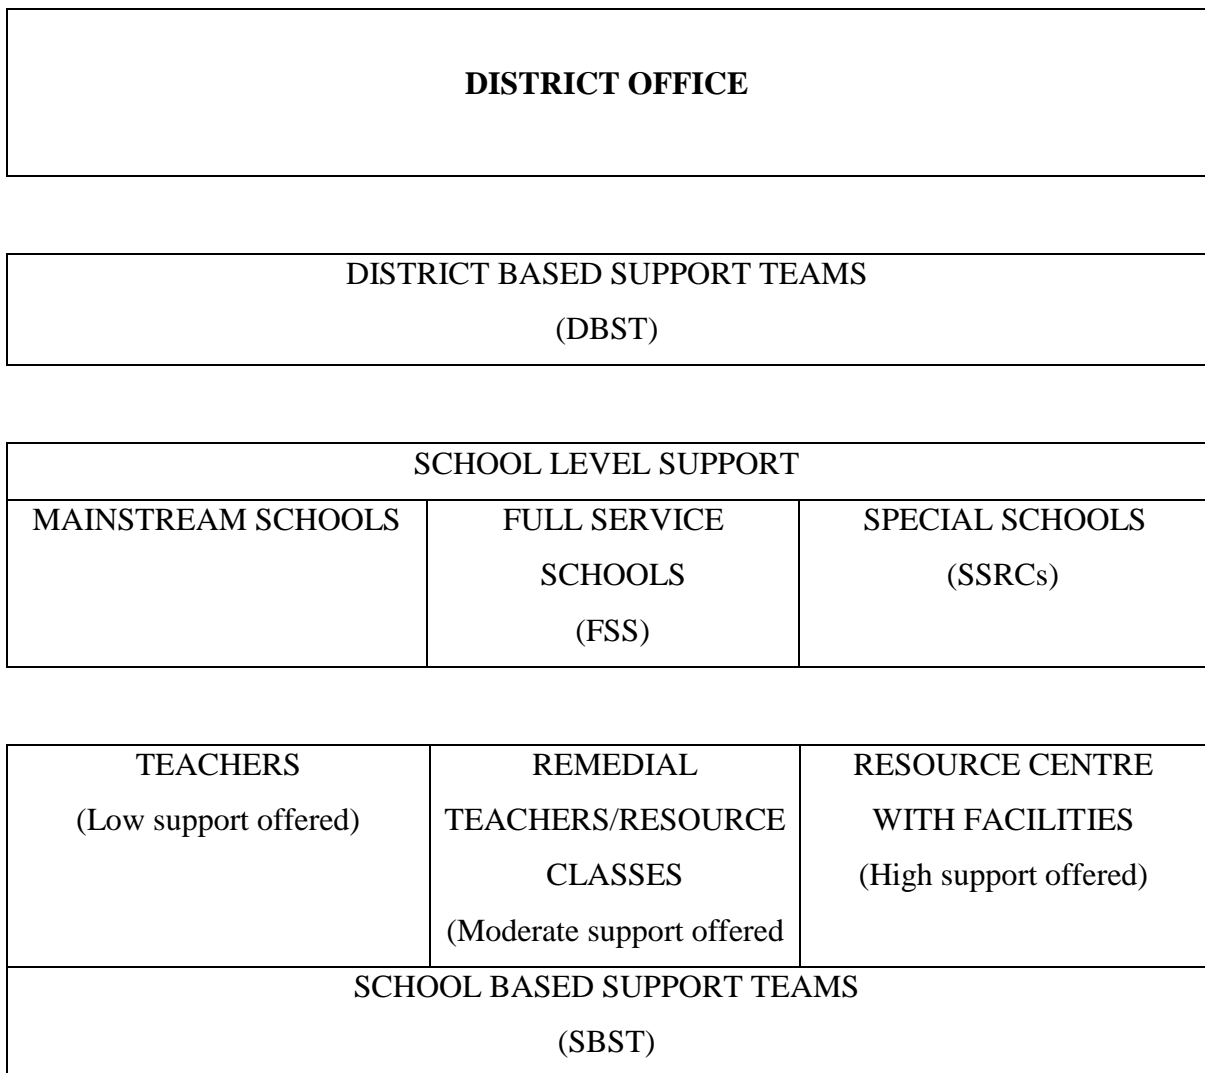 DISTRICT OFFICE
DISTRICT BASED SUPPORT TEAMS
(DBST)
SCHOOL LEVEL SUPPORT
MAINSTREAM SCHOOLS
FULL SERVICE
SCHOOLS
(FSS)
SPECIAL SCHOOLS
(SSRCs)
TEACHERS
(Low support offered)
REMEDIAL
TEACHERS/RESOURCE
CLASSES
(Moderate support offered
RESOURCE CENTRE
WITH FACILITIES
(High support offered)
SCHOOL BASED SUPPORT TEAMS
(SBST)